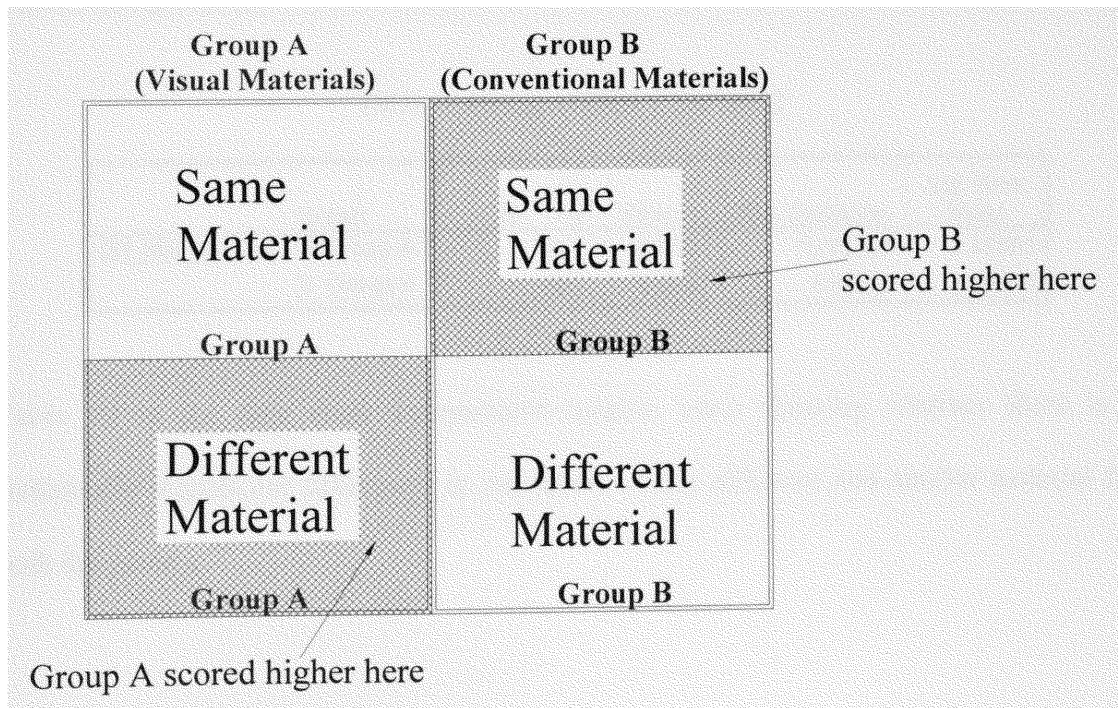 Group A
(Visual Materials)
Group B
(Conventional Materials)
Same
Material
Group A
Same
Material
Group B
Group B
scored higher here
Different
Material
Group A
Different
Material
Group B
Group A scored higher here